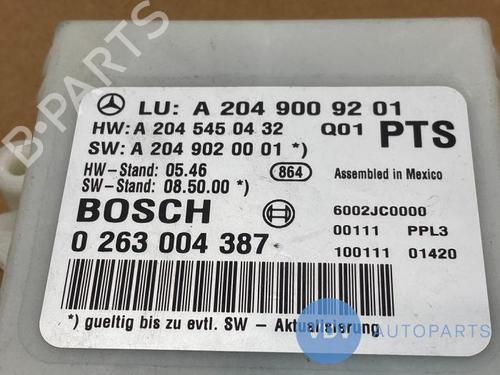 B-PARTS
LU: A 204 900 92 01
HW: A 204 545 04 32 Q01 PTS
SW: A 204 902 00 01 *)
HW-Stand: 05.46 864 Assembled in Mexico
SW-Stand: 08.50.00 *)
BOSCH 6002JC0000
0 263 004 387 00111 PPL3
100111 01420
*) gueltig bis zu evtl. SW - Aktualisierung
VDV AUTOPARTS